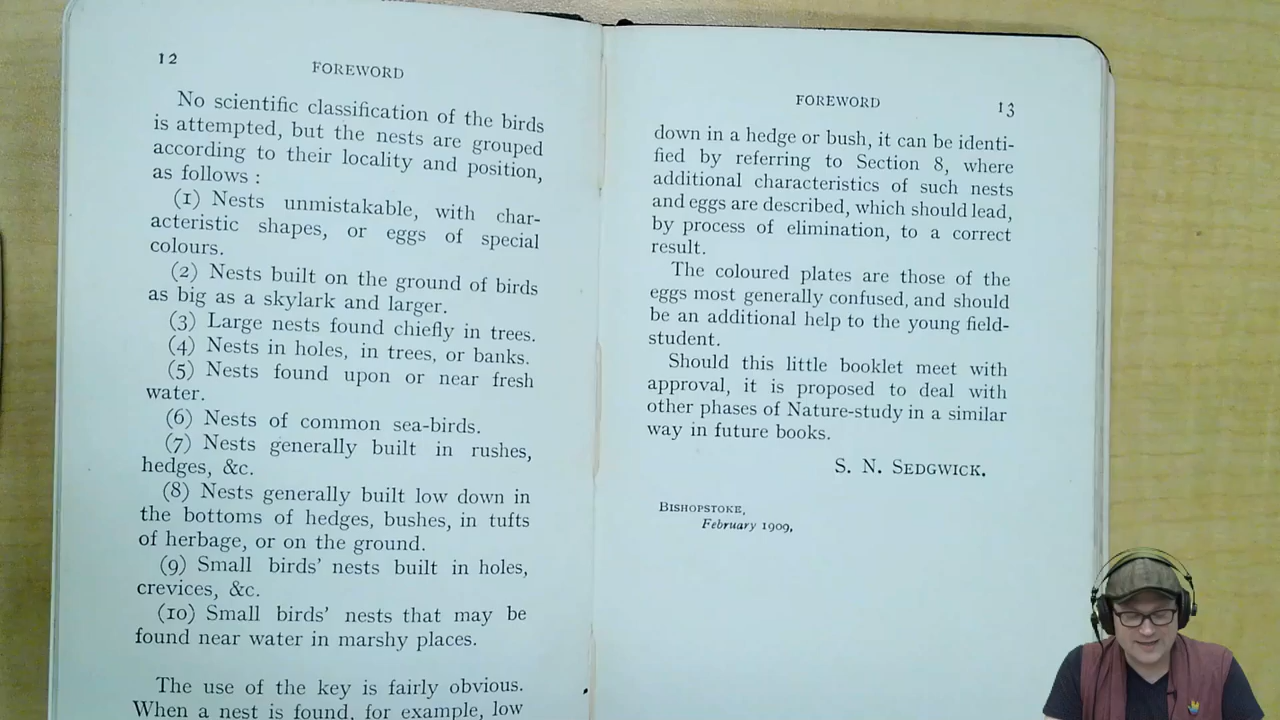 12
FOREWORD
No scientific classification of the birds
is attempted, but the nests are grouped
according to their locality and position,
as follows :
(1) Nests unmistakable, with char-
acteristic shapes, or eggs of special
colours.
(2) Nests built on the ground of birds
as big as a skylark and larger.
(3) Large nests found chiefly in trees.
(4) Nests in holes, in trees, or banks.
(5) Nests found upon or near fresh
water.
(6) Nests of common sea-birds.
(7) Nests generally built in rushes,
hedges, &c.
(8) Nests generally built low down in
the bottoms of hedges, bushes, in tufts
of herbage, or on the ground.
(9) Small birds' nests built in holes,
crevices, &c.
(10) Small birds' nests that may be
found near water in marshy places.
The use of the key is fairly obvious.
When a nest is found, for example, low
FOREWORD
13
down in a hedge or bush, it can be identi-
fied by referring to Section 8, where
additional characteristics of such nests
and eggs are described, which should lead,
by process of elimination, to a correct
result.
The coloured plates are those of the
eggs most generally confused, and should
be an additional help to the young field-
student.
Should this little booklet meet with
approval, it is proposed to deal with
other phases of Nature-study in a similar
way in future books.
S. N. SEDGWICK.
BISHOPSTOKE,
February 1909.